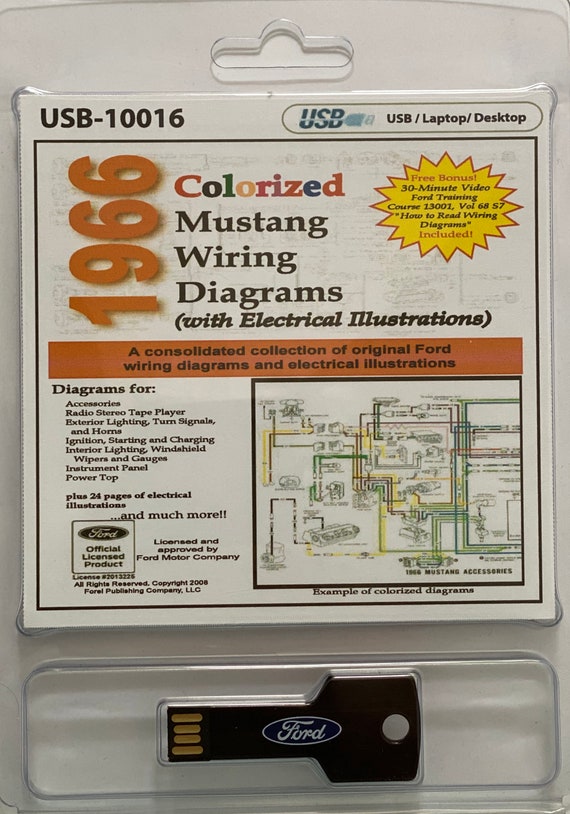 USB-10016
USB
USB / Laptop/ Desktop
1966
Colorized
Mustang
Wiring
Diagrams
(with Electrical Illustrations)
Free Bonus!
30-Minute Video
Ford Training
Course 13001, Vol 68 S7
"How to Read Wiring
Diagrams"
Included!
A consolidated collection of original Ford
wiring diagrams and electrical illustrations
Diagrams for:
Accessories
Radio Stereo Tape Player
Exterior Lighting, Turn Signals,
and Horns
Ignition, Starting and Charging
Interior Lighting, Windshield
Wipers and Gauges
Instrument Panel
Power Top
plus 24 pages of electrical
illustrations
...and much more!!
Ford
Official
Licensed
Product
Licensed and
approved by
Ford Motor Company
License #2013225
All Rights Reserved, Copyright 2006
Forel Publishing Company, LLC
1966 MUSTANG ACCESSORIES
Example of colorized diagrams
Ford